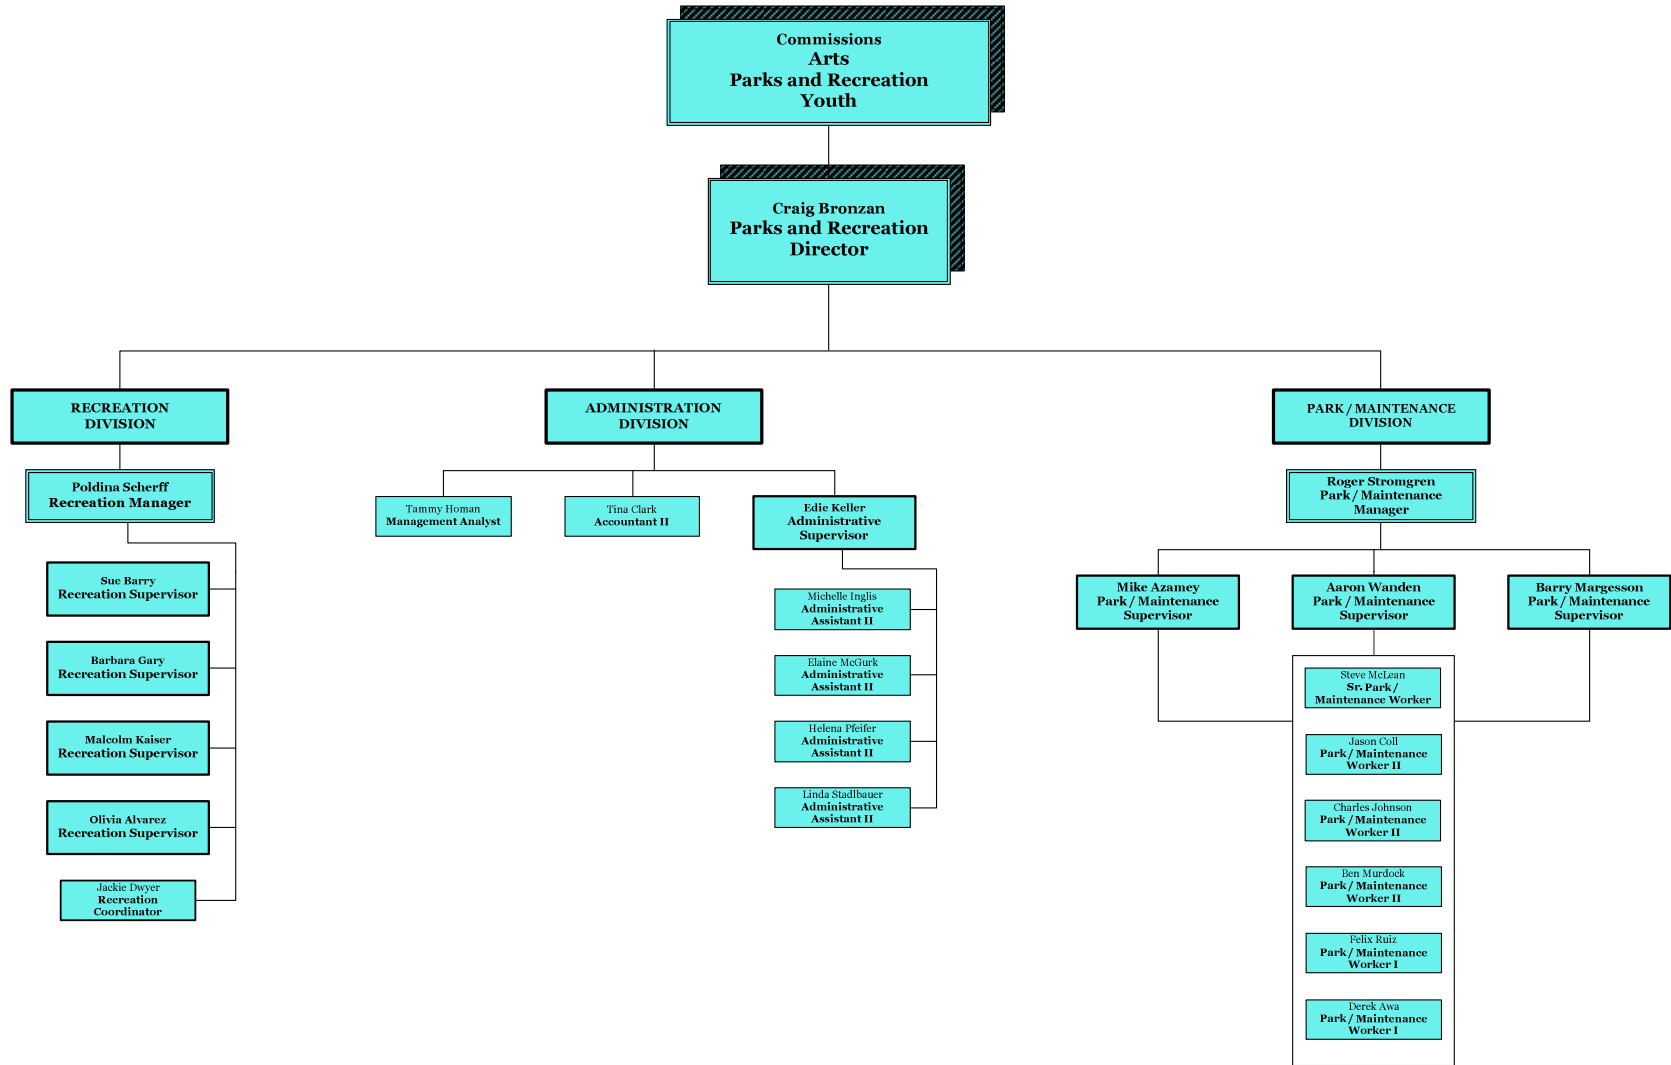 Commissions
Arts
Parks and Recreation
Youth
Craig Bronzan
Parks and Recreation
Director
RECREATION
DIVISION
Poldina Scherff
Recreation Manager
Sue Barry
Recreation Supervisor
Barbara Gary
Recreation Supervisor
Malcolm Kaiser
Recreation Supervisor
Olivia Alvarez
Recreation Supervisor
Jackie Dwyer
Recreation
Coordinator
ADMINISTRATION
DIVISION
Tammy Homan
Management Analyst
Tina Clark
Accountant II
Edie Keller
Administrative
Supervisor
Michelle Inglis
Administrative
Assistant II
Elaine McGurk
Administrative
Assistant II
Helena Pfeifer
Administrative
Assistant II
Linda Stadlbauer
Administrative
Assistant II
PARK / MAINTENANCE
DIVISION
Roger Stromgren
Park / Maintenance
Manager
Mike Azamey
Park / Maintenance
Supervisor
Aaron Wanden
Park / Maintenance
Supervisor
Barry Margesson
Park / Maintenance
Supervisor
Steve McLean
Sr. Park /
Maintenance Worker
Jason Coll
Park / Maintenance
Worker II
Charles Johnson
Park / Maintenance
Worker II
Ben Murdock
Park / Maintenance
Worker II
Felix Ruiz
Park / Maintenance
Worker I
Derek Awa
Park / Maintenance
Worker I